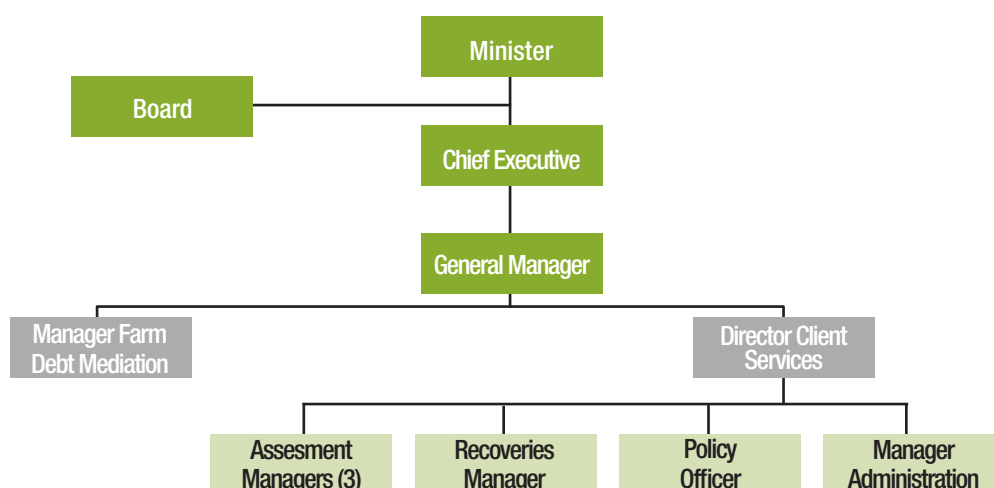 Minister
Board
Chief Executive
General Manager
Manager Farm
Debt Mediation
Director Client
Services
Assesment
Managers (3)
Recoveries
Manager
Policy
Officer
Manager
Administration